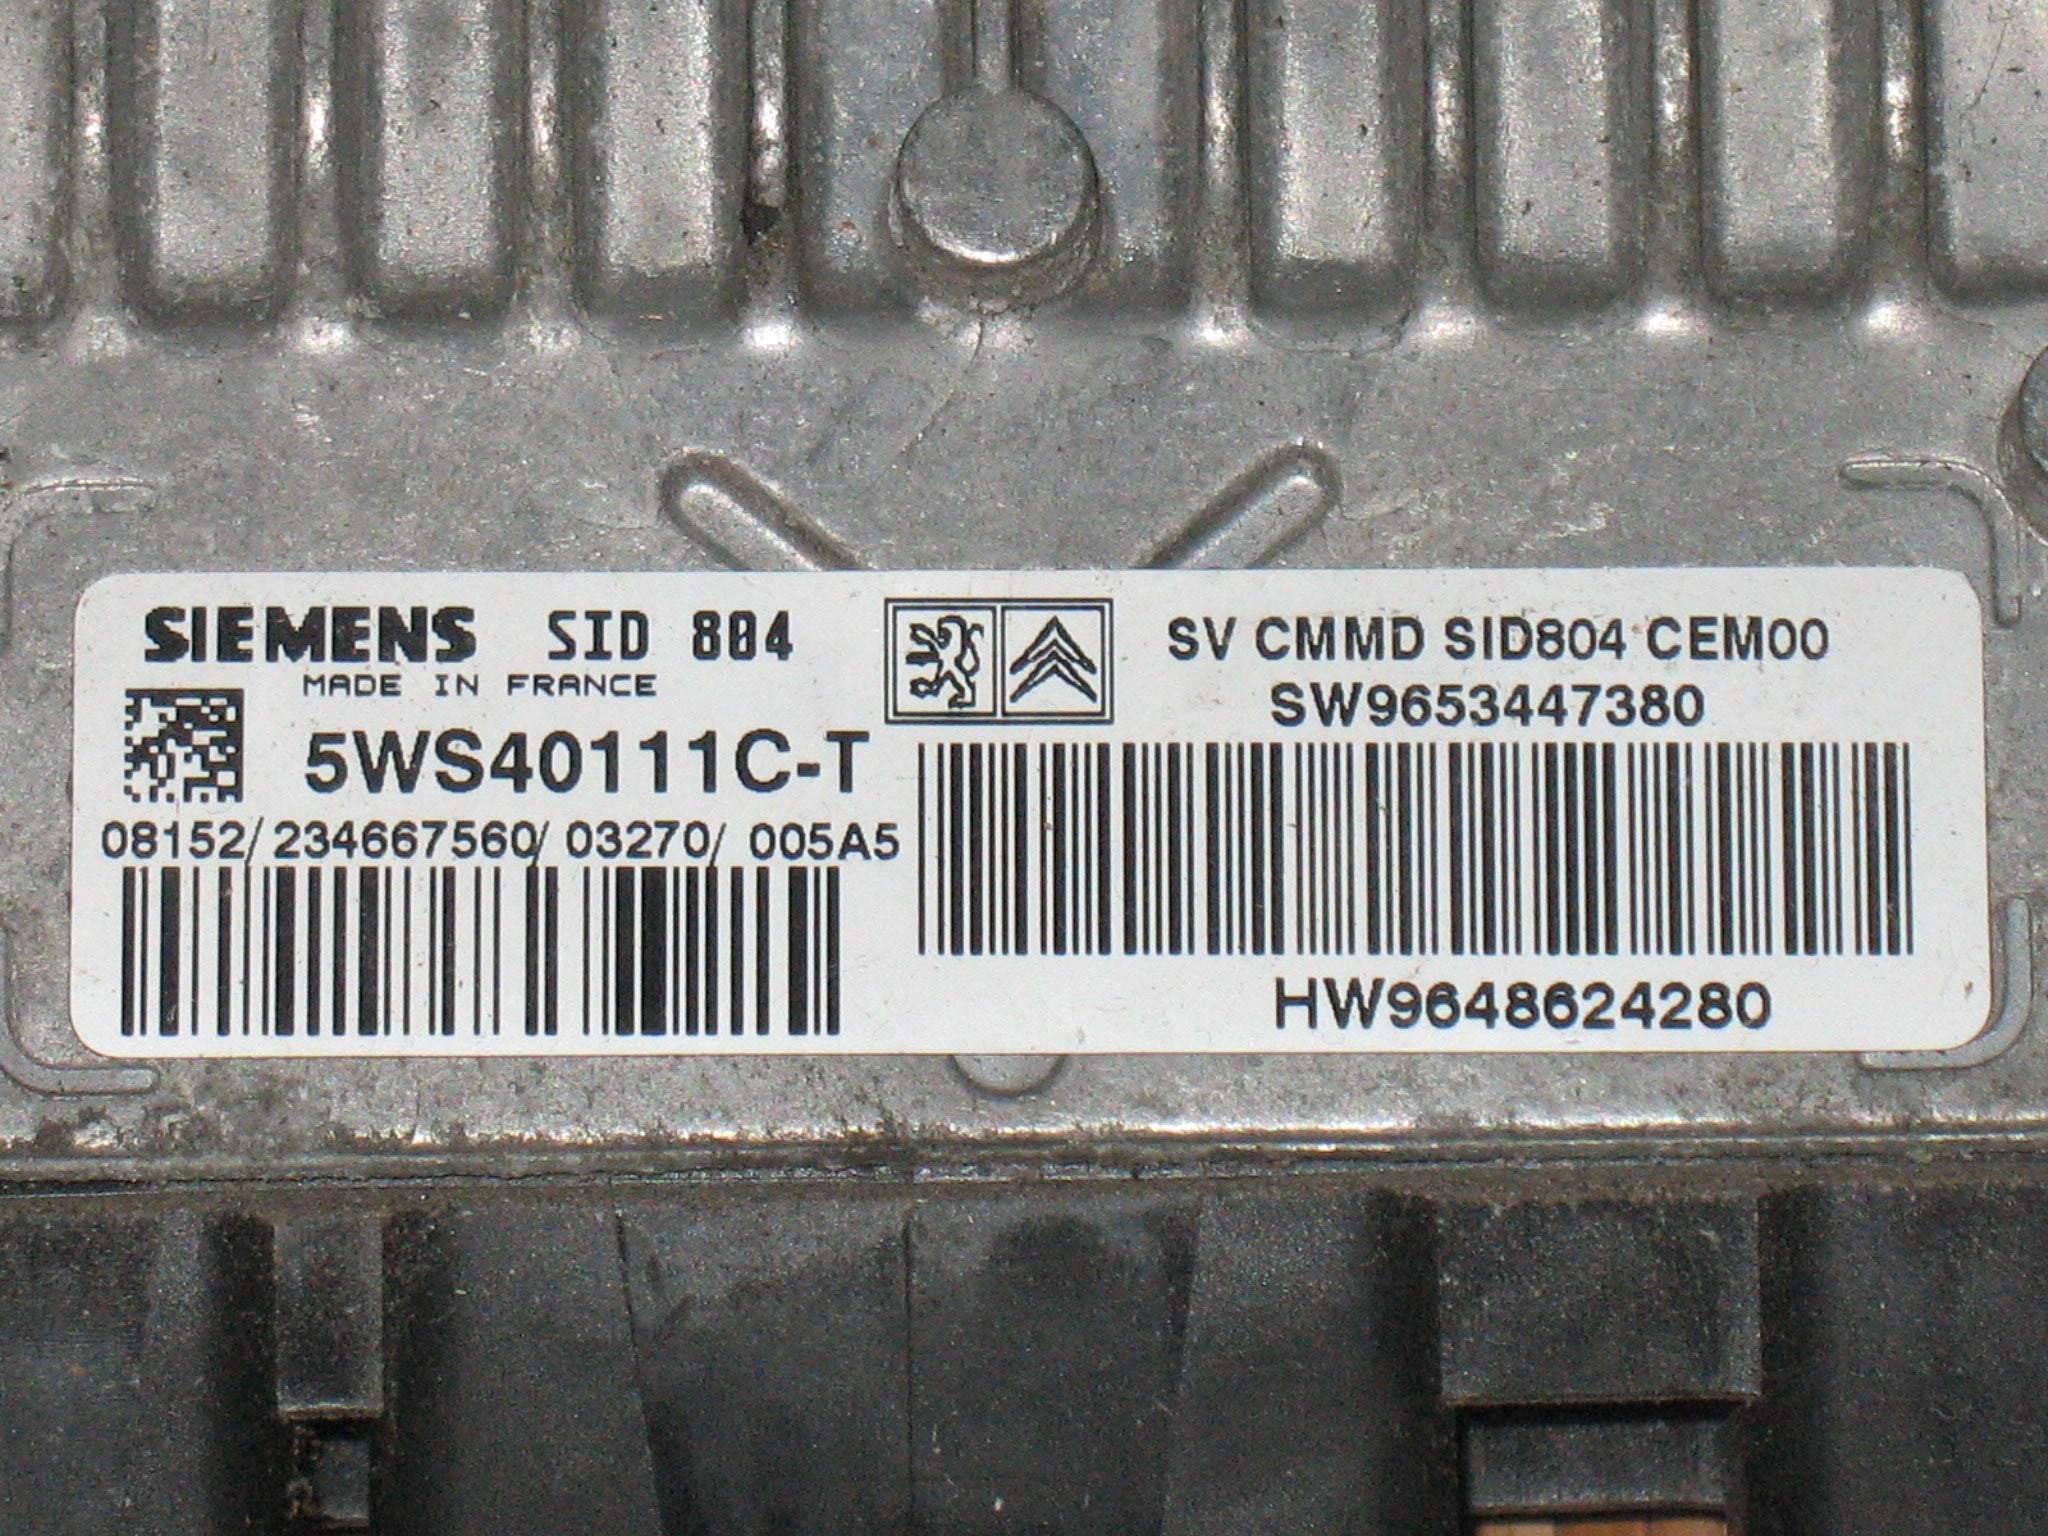 SIEMENS SID 804
MADE IN FRANCE
5WS40111C-T
08152/234667560/03270/ 005A5
SV CMMD SID804 CEM00
SW9653447380
HW9648624280